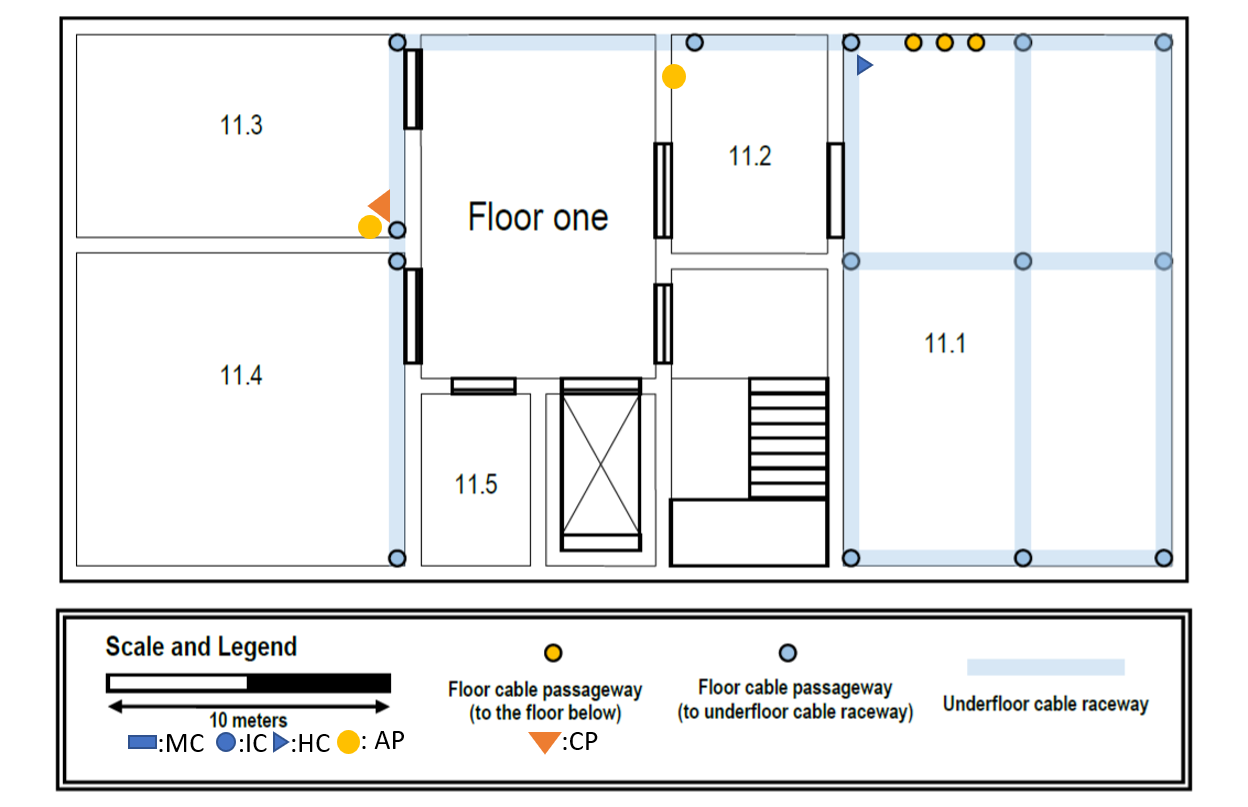 11.3
11.2
Floor one
11.1
11.4
11.5
Scale and Legend
10 meters
:MC :IC :HC : AP
Floor cable passageway
(to the floor below)
:CP
Floor cable passageway
(to underfloor cable raceway)
Underfloor cable raceway